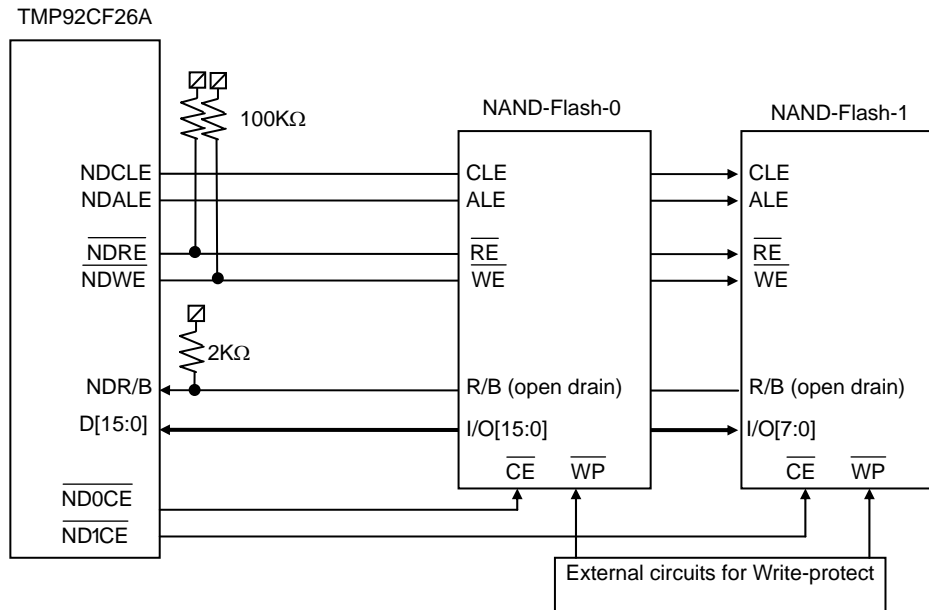 TMP92CF26A
100KΩ
NAND-Flash-0
NAND-Flash-1
NDCLE
CLE
CLE
NDALE
ALE
ALE
NDRE
RE
RE
NDWE
WE
WE
2KΩ
NDR/B
R/B (open drain)
R/B (open drain)
D[15:0]
I/O[15:0]
I/O[7:0]
CE
WP
CE
WP
ND0CE
ND1CE
External circuits for Write-protect